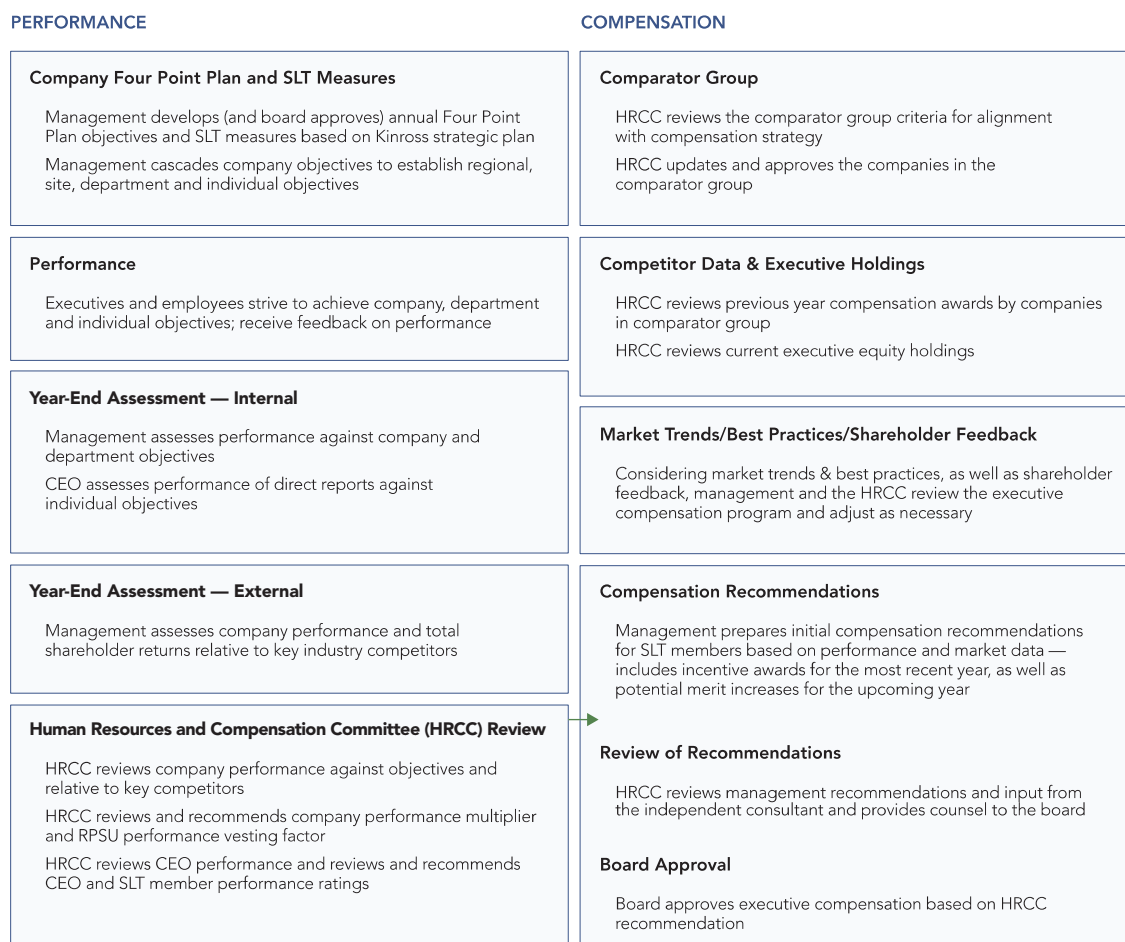 PERFORMANCE
Company Four Point Plan and SLT Measures
Management develops (and board approves) annual Four Point
Plan objectives and SLT measures based on Kinross strategic plan
Management cascades company objectives to establish regional,
site, department and individual objectives
Performance
Executives and employees strive to achieve company, department
and individual objectives; receive feedback on performance
Year-End Assessment — Internal
Management assesses performance against company and
department objectives
CEO assesses performance of direct reports against
individual objectives
Year-End Assessment — External
Management assesses company performance and total
shareholder returns relative to key industry competitors
Human Resources and Compensation Committee (HRCC) Review
HRCC reviews company performance against objectives and
relative to key competitors
HRCC reviews and recommends company performance multiplier
and RPSU performance vesting factor
HRCC reviews CEO performance and reviews and recommends
CEO and SLT member performance ratings
COMPENSATION
Comparator Group
HRCC reviews the comparator group criteria for alignment
with compensation strategy
HRCC updates and approves the companies in the
comparator group
Competitor Data & Executive Holdings
HRCC reviews previous year compensation awards by companies
in comparator group
HRCC reviews current executive equity holdings
Market Trends/Best Practices/Shareholder Feedback
Considering market trends & best practices, as well as shareholder
feedback, management and the HRCC review the executive
compensation program and adjust as necessary
Compensation Recommendations
Management prepares initial compensation recommendations
for SLT members based on performance and market data —
includes incentive awards for the most recent year, as well as
potential merit increases for the upcoming year
Review of Recommendations
HRCC reviews management recommendations and input from
the independent consultant and provides counsel to the board
Board Approval
Board approves executive compensation based on HRCC
recommendation